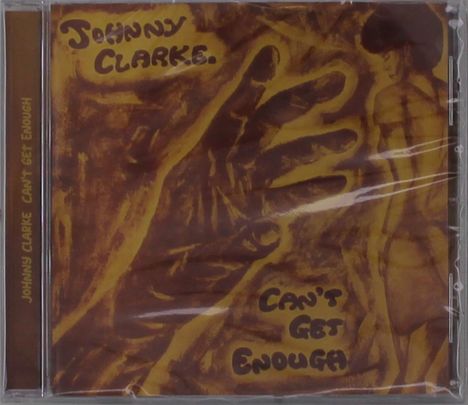 JOHNNY
CLARKE.
CAN'T
GET
ENOUGH
JOHNNY CLARKE CAN'T GET ENOUGH